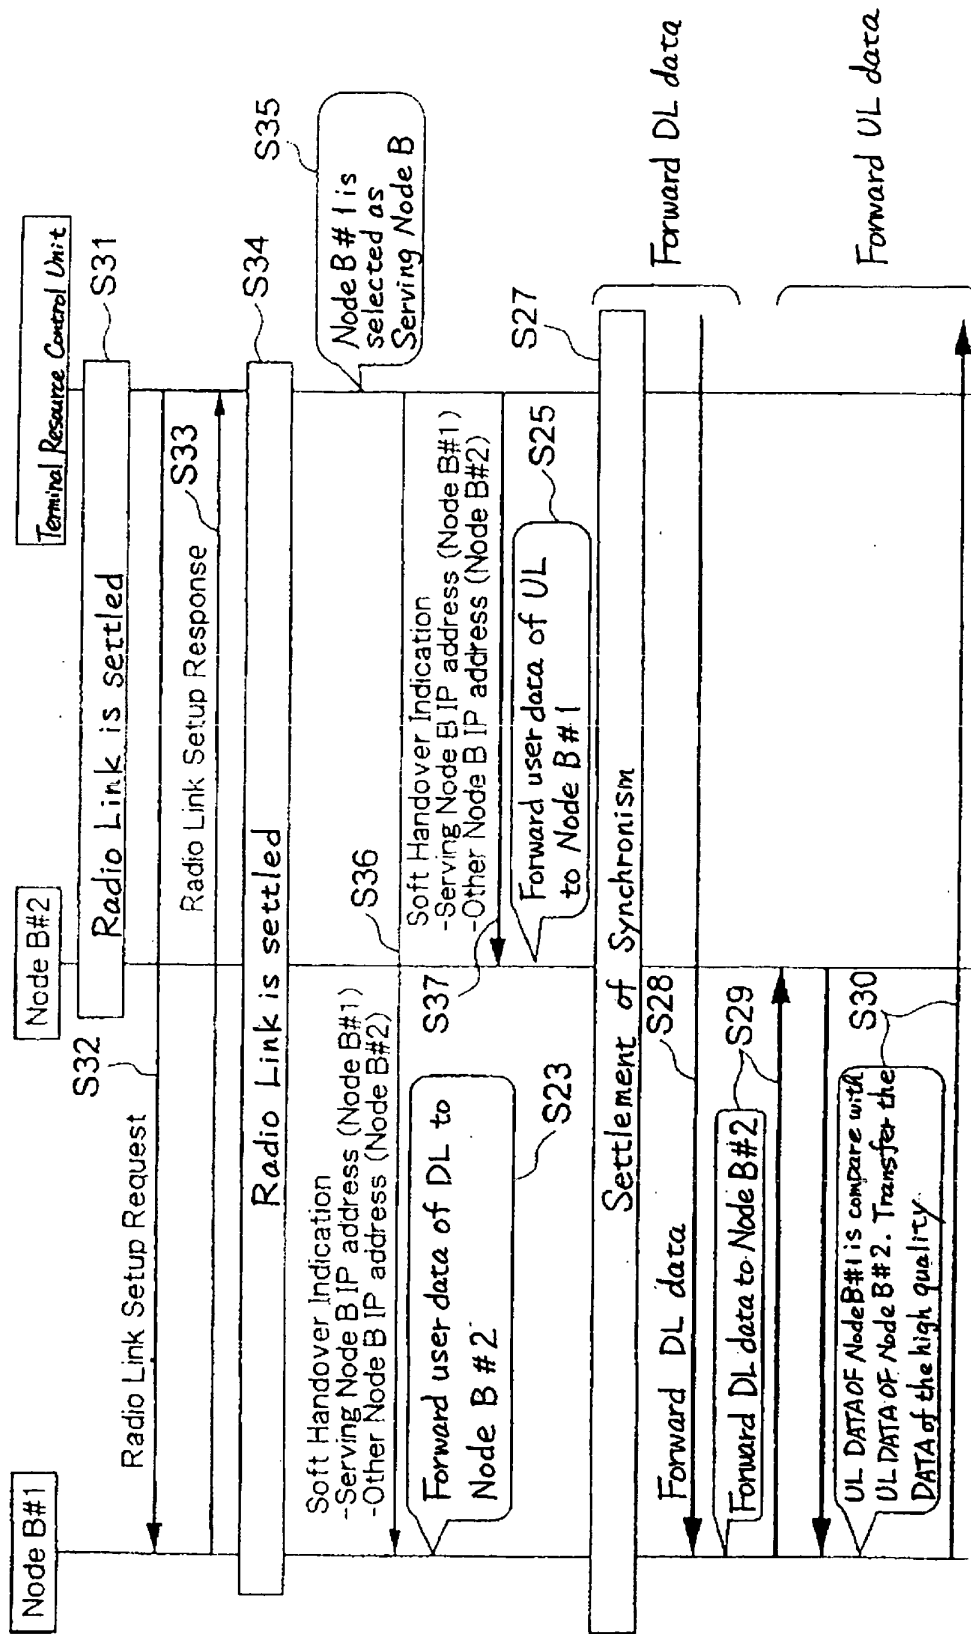 Node B#1
Node B#2
Terminal Resource Control Unit
Radio Link is settled
S31
S32
Radio Link Setup Request
Radio Link Setup Response
S33
Radio Link is settled
S34
Node B#1 is
selected as
Serving Node B
S35
Soft Handover Indication
-Serving Node B IP address (Node B#1)
-Other Node B IP address (Node B#2)
S36
Soft Handover Indication
-Serving Node B IP address (Node B#1)
-Other Node B IP address (Node B#2)
S37
Forward user data of DL to
Node B#2
S23
Forward user data of UL
to Node B#1
S25
Settlement of Synchronism
S27
Forward DL data
S28
Forward DL data
Forward DL data to Node B#2
S29
UL DATA OF Node B#1 is compare with
UL DATA OF Node B#2. Transfer the
DATA of the high quality
S30
Forward UL data